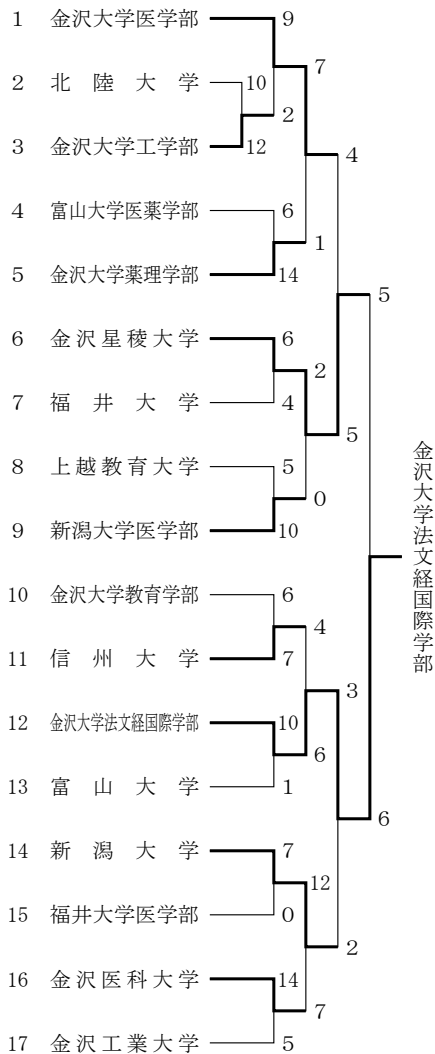 1 金沢大学医学部 9
7
2 北陸大学 10
2
3 金沢大学工学部 12
4
4 富山大学医薬学部 6
1
5 金沢大学薬理学部 14
5
6 金沢星稜大学 6
2
7 福井大学 4
5
8 上越教育大学 5
0
9 新潟大学医学部 10
金沢大学法文経国際学部
10 金沢大学教育学部 6
4
11 信州大学 7
3
12 金沢大学法文経国際学部 10
6
13 富山大学 1
6
14 新潟大学 7
12
15 福井大学医学部 0
2
16 金沢医科大学 14
7
17 金沢工業大学 5